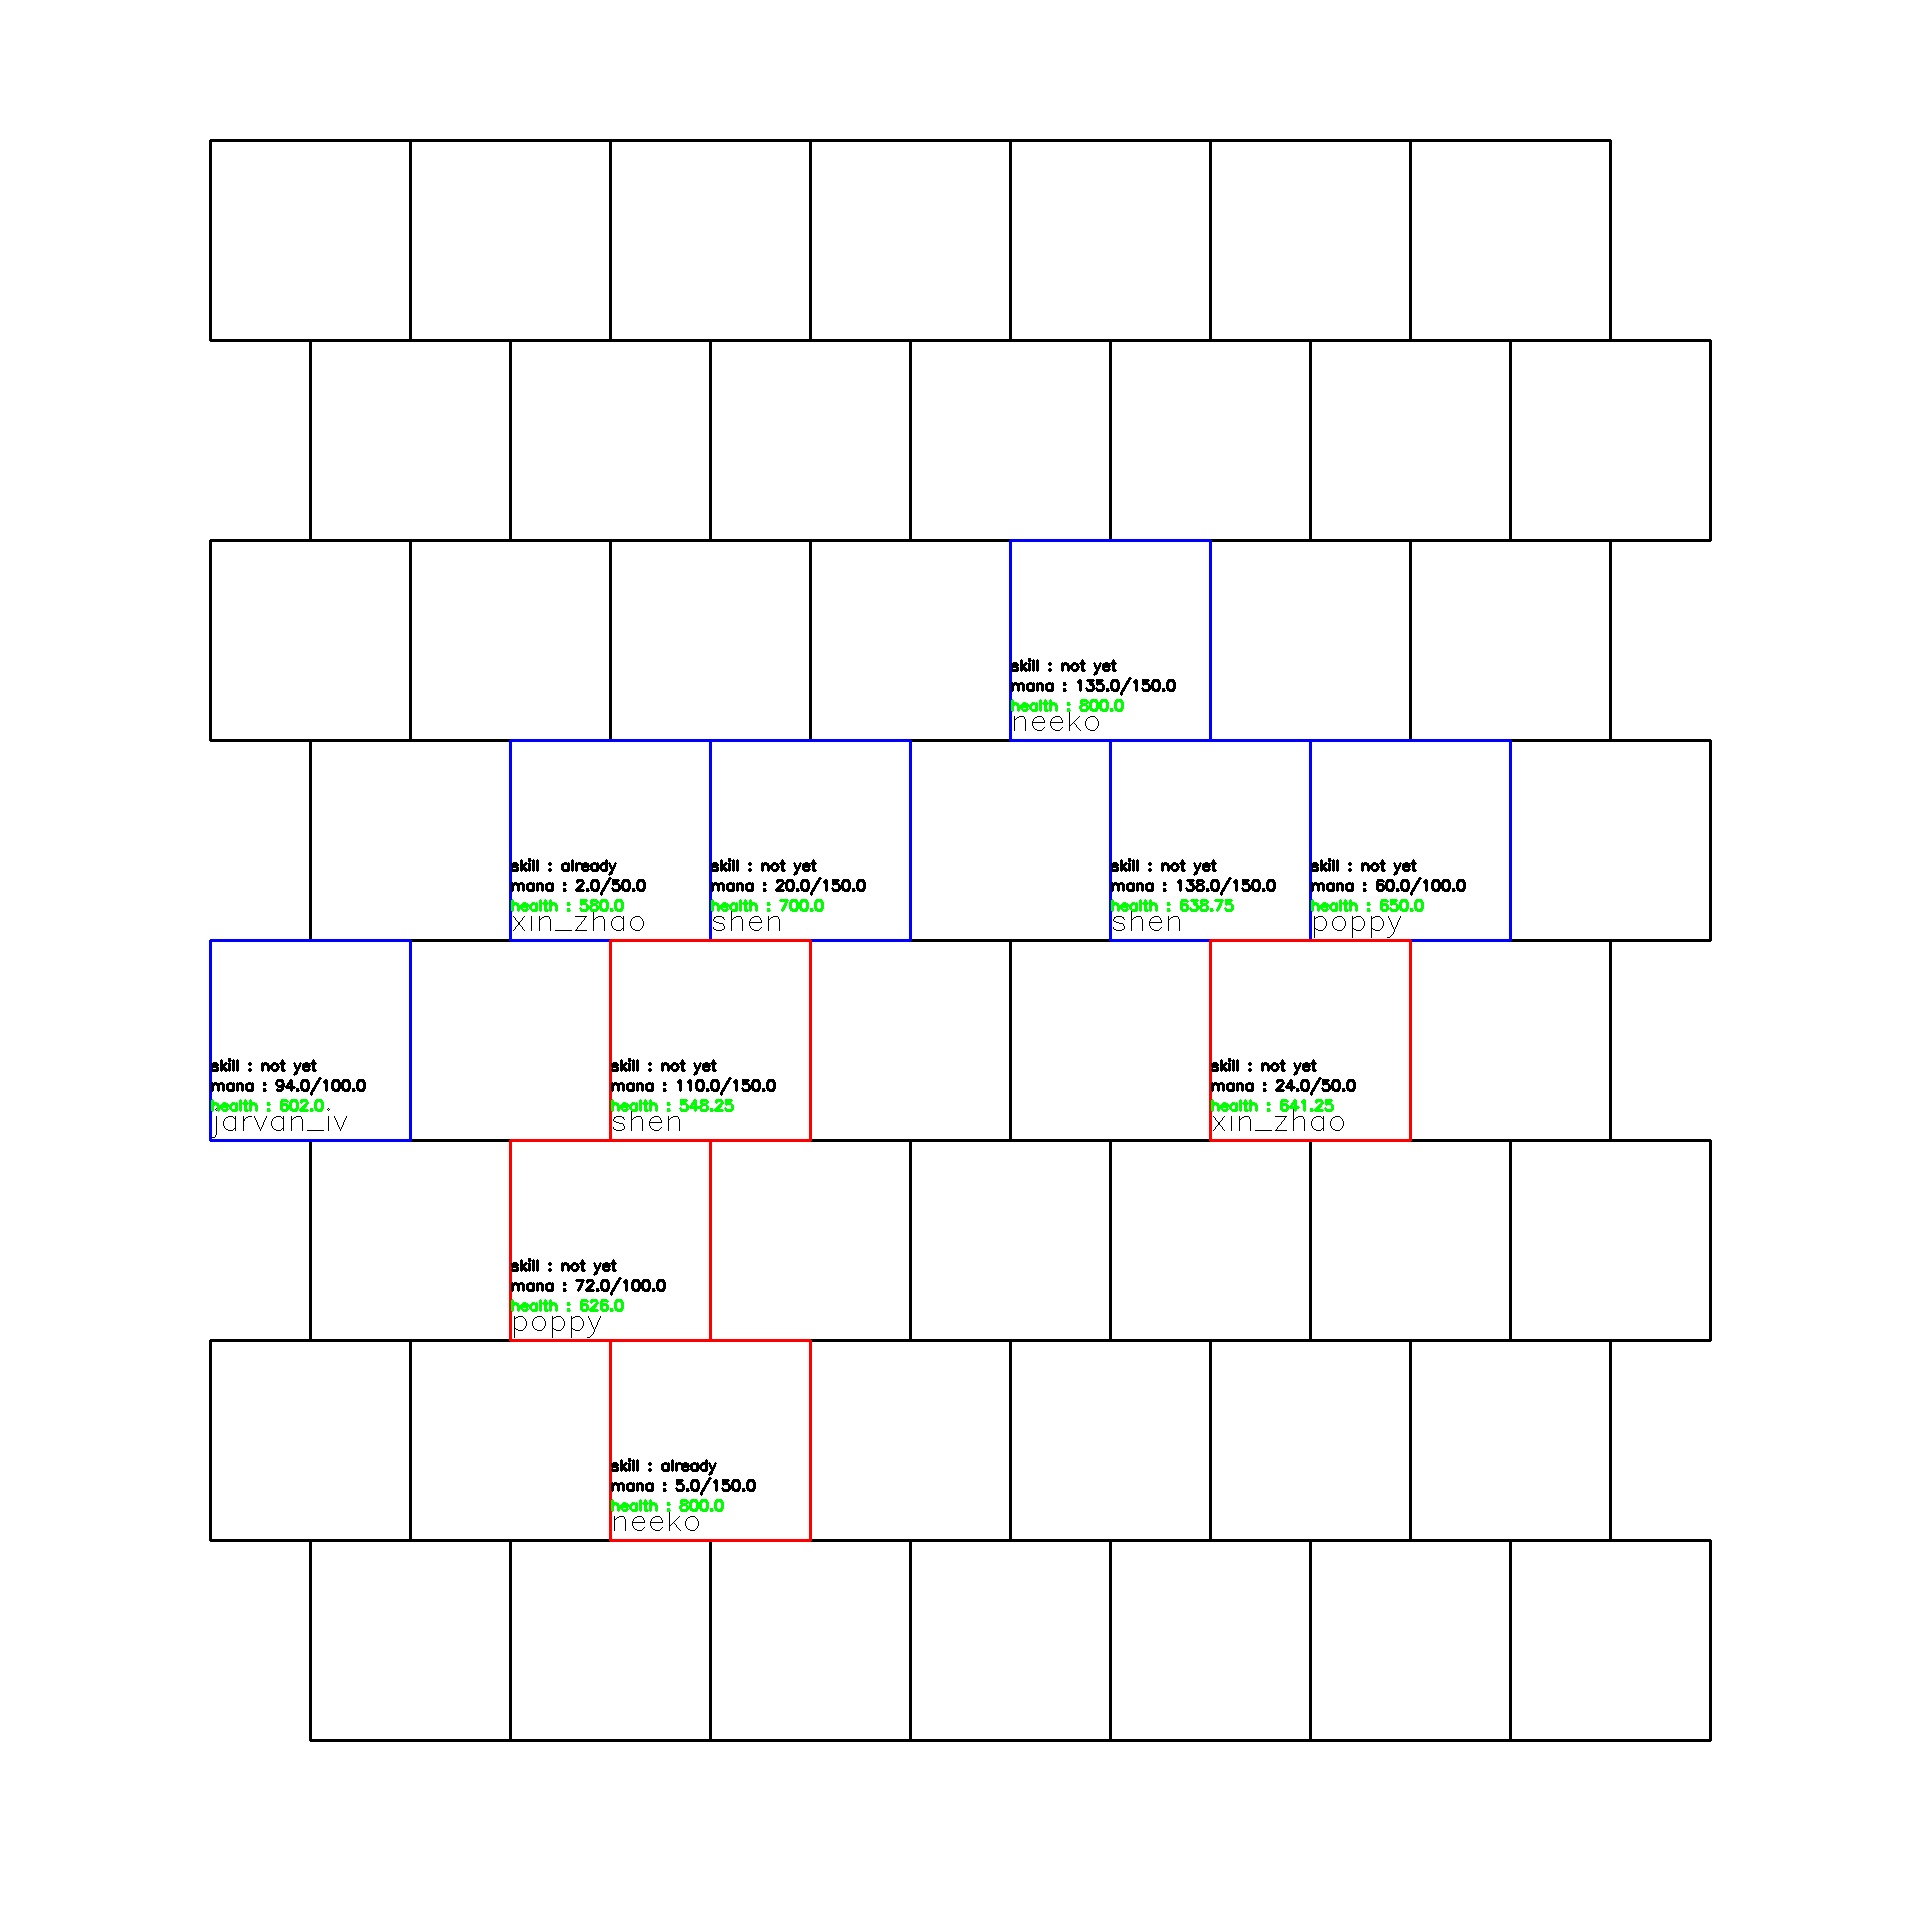 skill : not yet
mana : 135.0/150.0
health : 800.0
neeko
skill : already
mana : 2.0/50.0
health : 580.0
xin_zhao
skill : not yet
mana : 20.0/150.0
health : 700.0
shen
skill : not yet
mana : 138.0/150.0
health : 638.75
shen
skill : not yet
mana : 60.0/100.0
health : 650.0
poppy
skill : not yet
mana : 94.0/100.0
health : 602.0
jarvan_iv
skill : not yet
mana : 110.0/150.0
health : 548.25
shen
skill : not yet
mana : 24.0/50.0
health : 641.25
xin_zhao
skill : not yet
mana : 72.0/100.0
health : 626.0
poppy
skill : already
mana : 5.0/150.0
health : 800.0
neeko